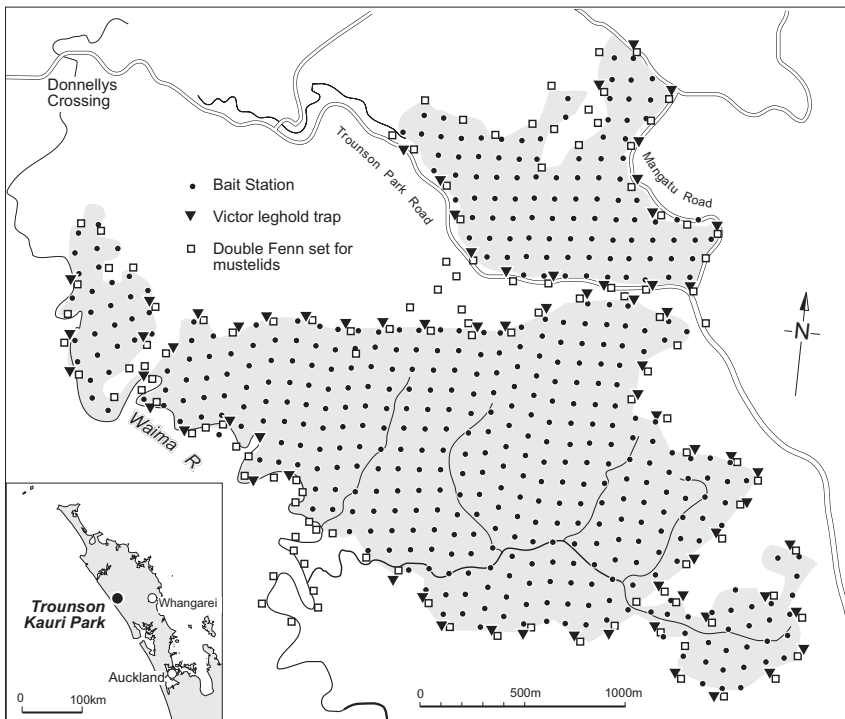 Donnellys
Crossing
Trounson Park Road
Mangatu Road
Bait Station
Victor leghold trap
Double Fenn set for
mustelids
N
Waima R
Trounson
Kauri Park
Whangarei
Auckland
0 100km
0 500m 1000m